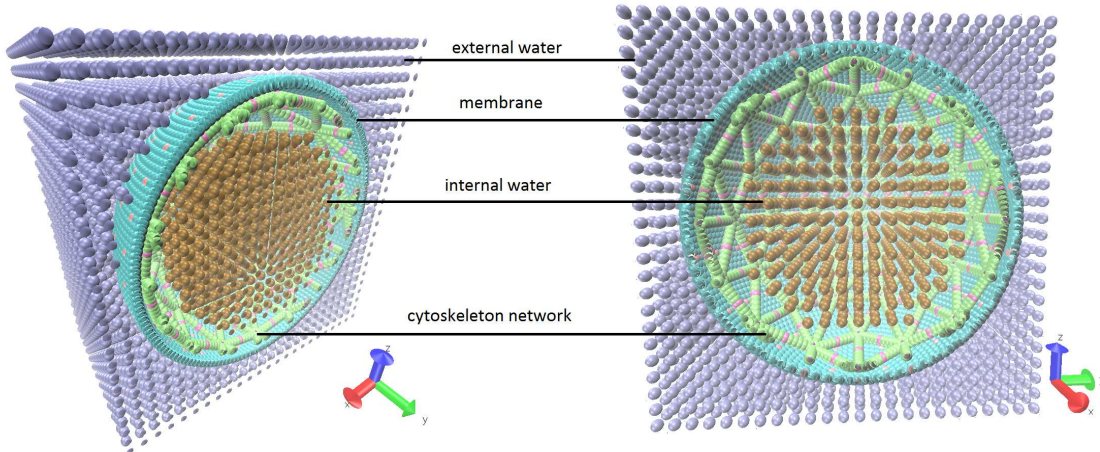 external water
membrane
internal water
cytoskeleton network
z
x
y
z
x